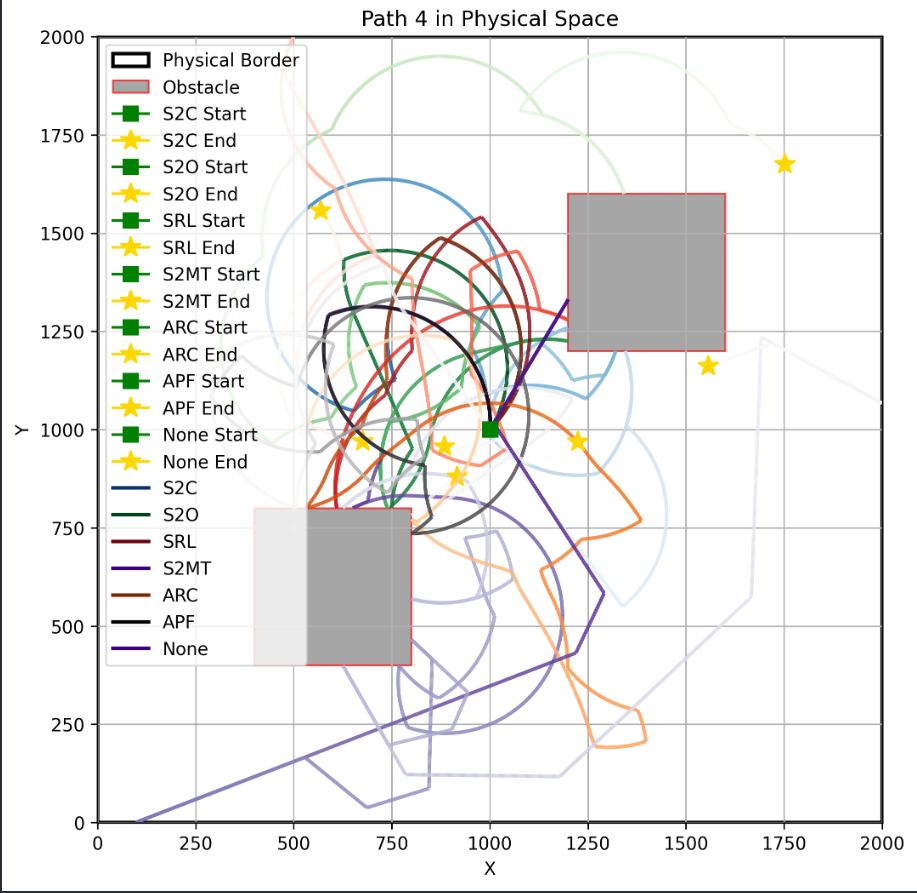 Path 4 in Physical Space
2000
1750
1500
1250
1000
750
500
250
0
Y
Physical Border
Obstacle
S2C Start
S2C End
S2O Start
S2O End
SRL Start
SRL End
S2MT Start
S2MT End
ARC Start
ARC End
APF Start
APF End
None Start
None End
S2C
S2O
SRL
S2MT
ARC
APF
None
0 250 500 750 1000 1250 1500 1750 2000
X